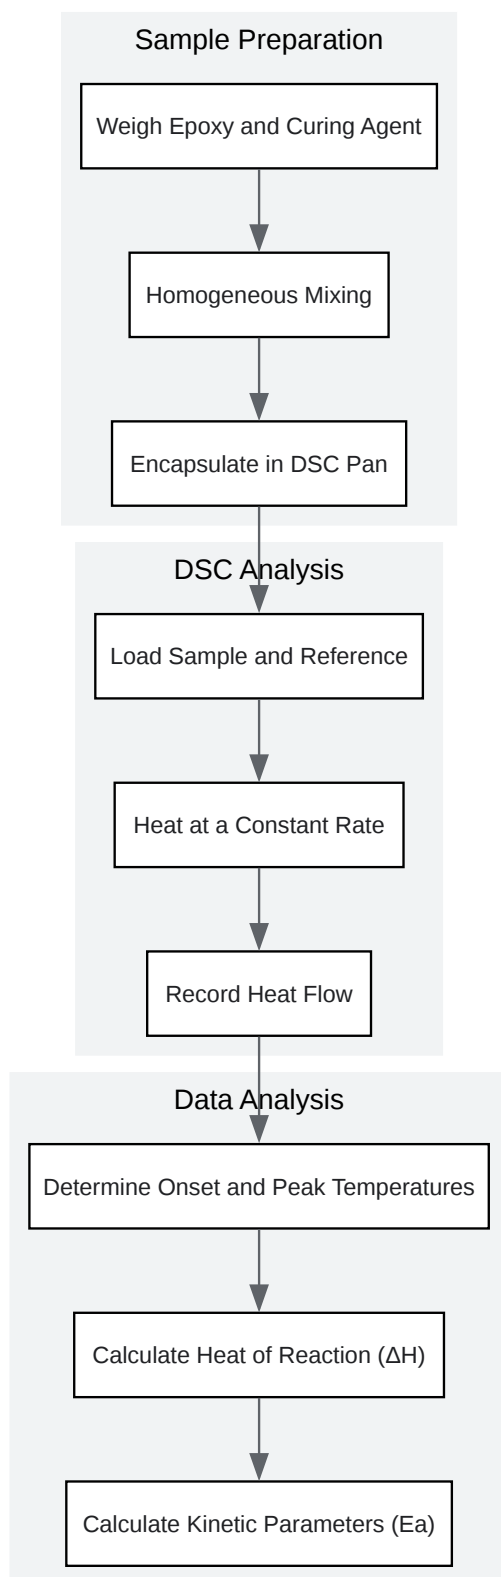 Sample Preparation
Weigh Epoxy and Curing Agent
Homogeneous Mixing
Encapsulate in DSC Pan
DSC Analysis
Load Sample and Reference
Heat at a Constant Rate
Record Heat Flow
Data Analysis
Determine Onset and Peak Temperatures
Calculate Heat of Reaction (ΔH)
Calculate Kinetic Parameters (Ea)